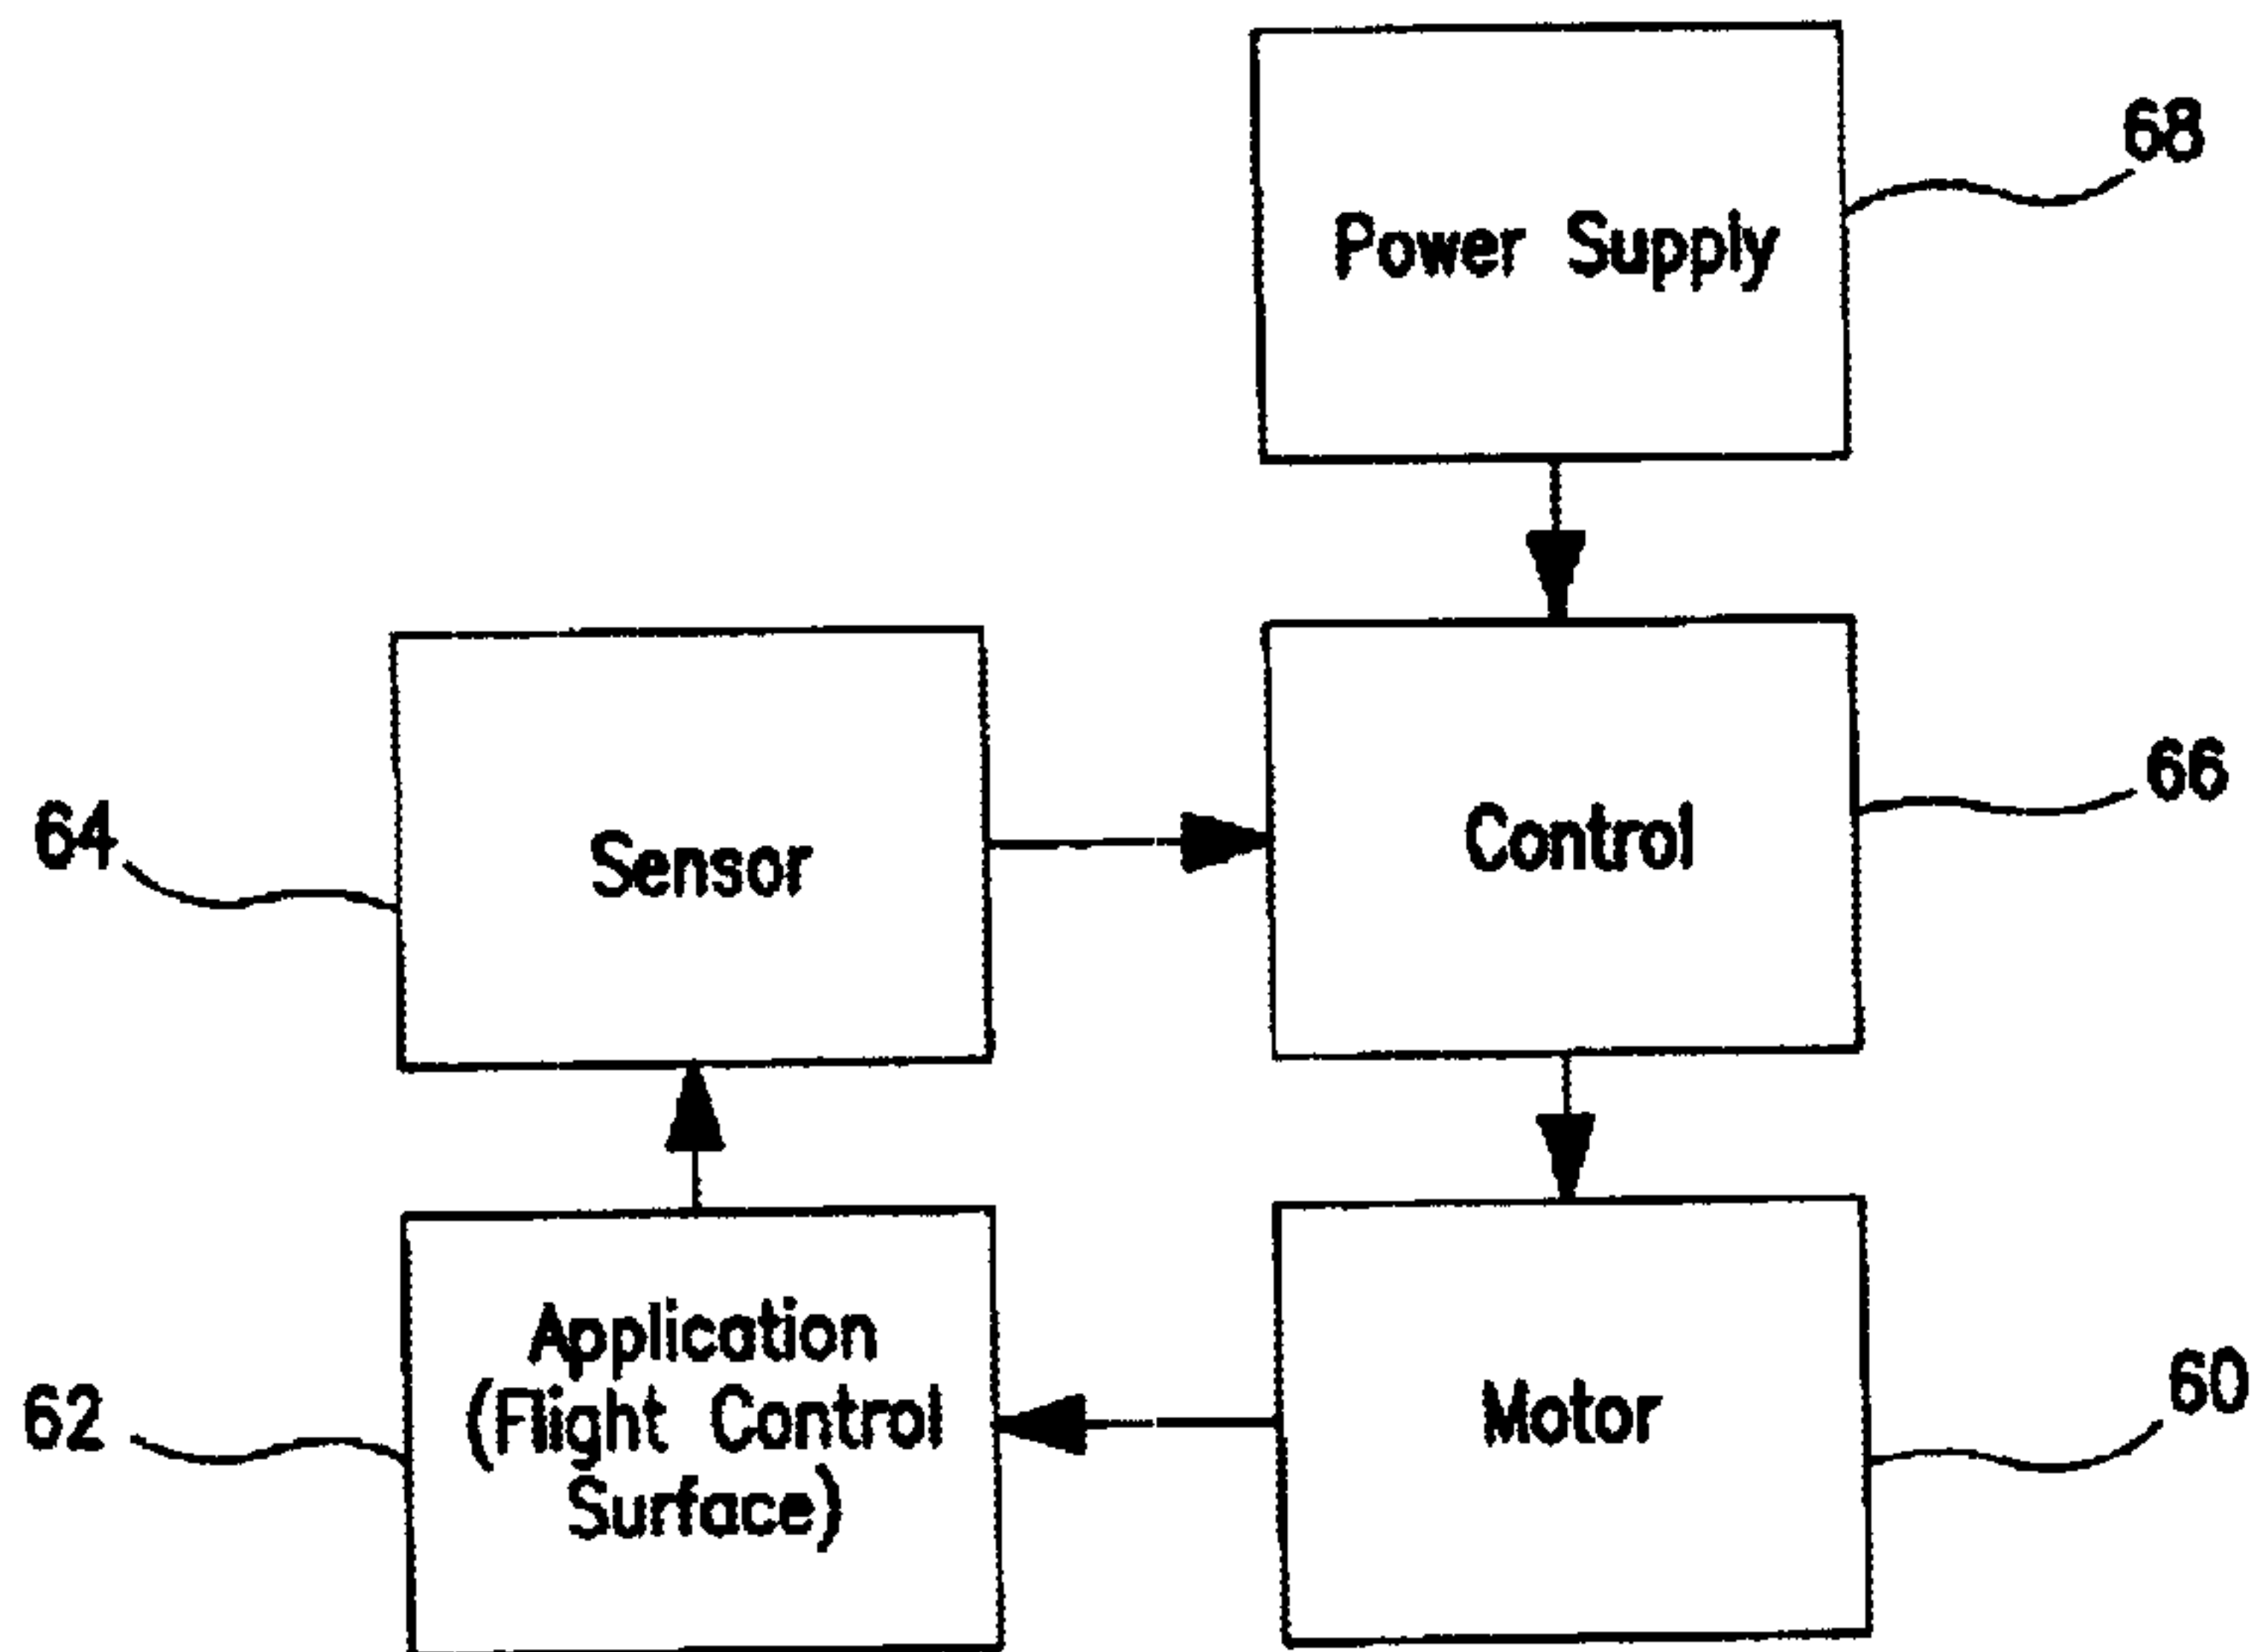 68
Power Supply
64
Sensor
Control
66
62
Application
(Flight Control
Surface)
Motor
60